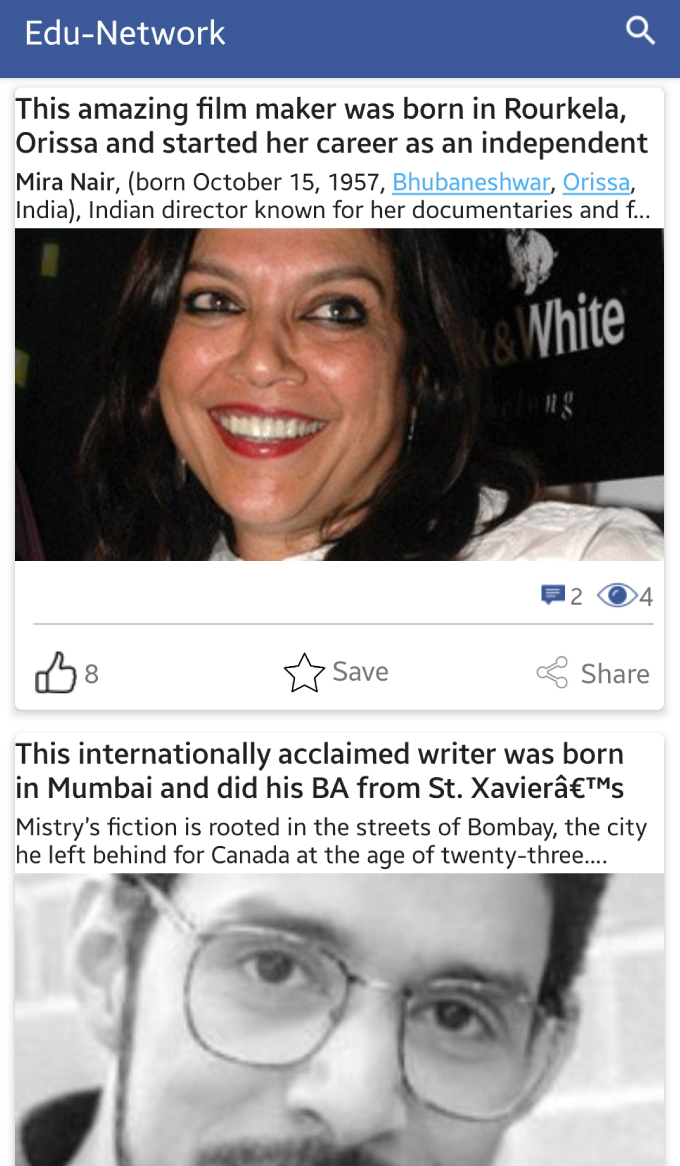 Edu-Network
This amazing film maker was born in Rourkela,
Orissa and started her career as an independent
Mira Nair, (born October 15, 1957, Bhubaneshwar, Orissa,
India), Indian director known for her documentaries and f...
&White
ng
2 4
8 Save Share
This internationally acclaimed writer was born
in Mumbai and did his BA from St. Xavierâ€™s
Mistry's fiction is rooted in the streets of Bombay, the city
he left behind for Canada at the age of twenty-three....